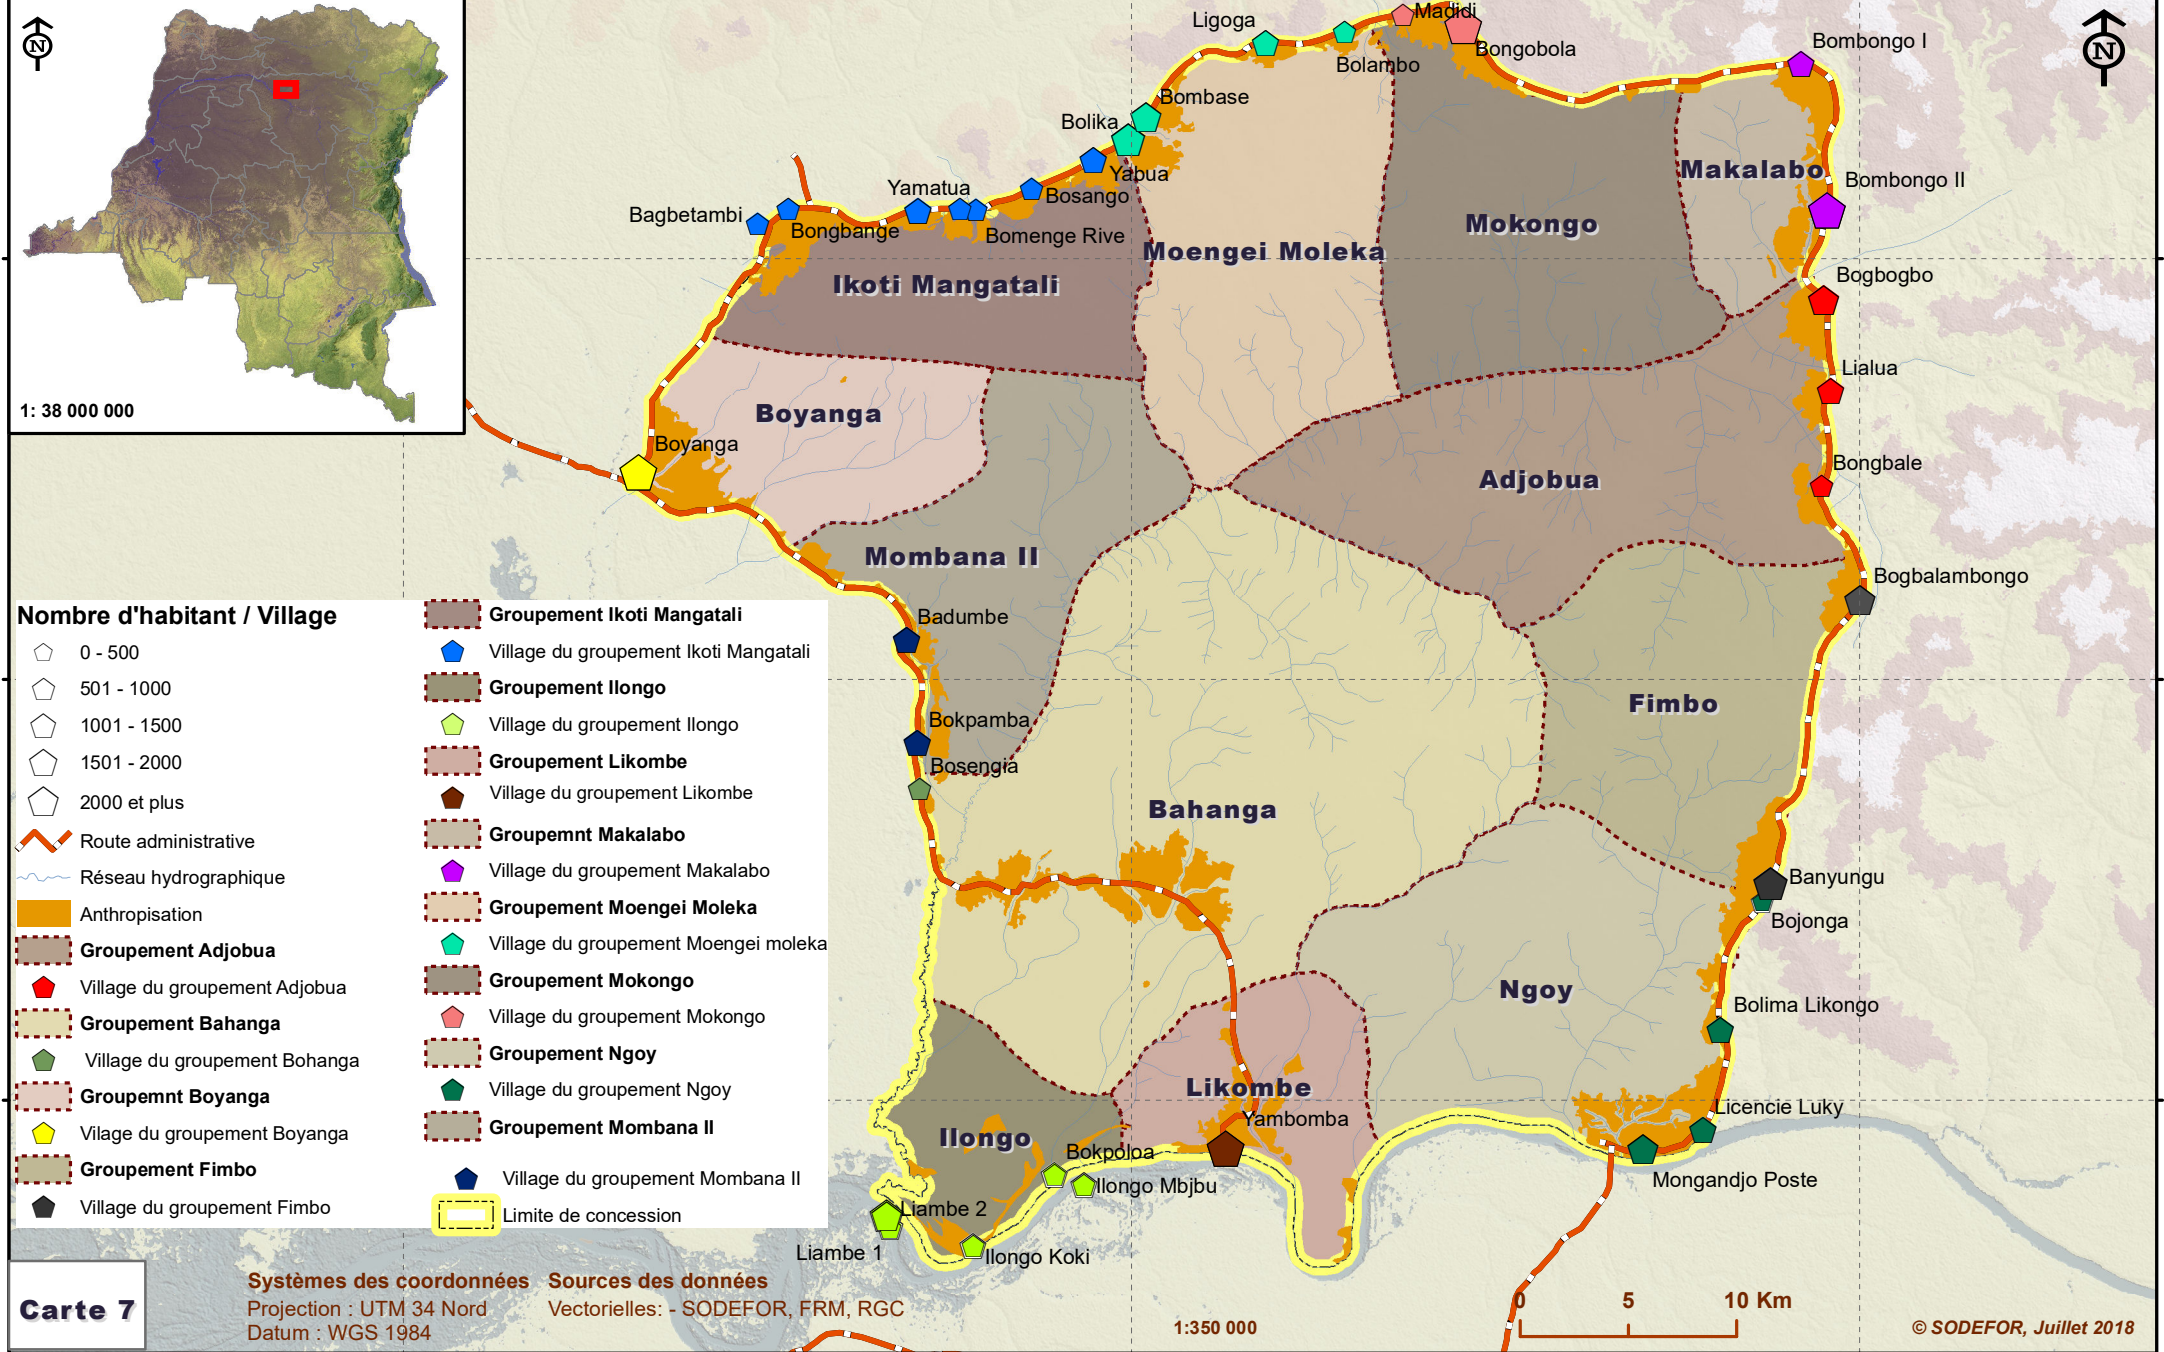 N
1: 38 000 000
N
Madidi
Ligoga
Bongobola
Bolambo
Bombongo I
Bombase
Bolika
Makalabo
Yabua
Bombongo II
Yamatua
Bosango
Bagbetambi
Bongbange
Bomenge Rive
Mokongo
Moengei Moleka
Ikoti Mangatali
Bogbogbo
Lialua
Boyanga
Boyanga
Bongbale
Adjobua
Mombana II
Bogbalambongo
Badumbe
Bokpamba
Fimbo
Bosengia
Bahanga
Banyungu
Bojonga
Ngoy
Bolima Likongo
Likombe
Yambomba
Licencie Luky
Ilongo
Bokpoloa
Ilongo Mbjbu
Mongandjo Poste
Liambe 2
Liambe 1
Ilongo Koki
Nombre d'habitant / Village
0 - 500
501 - 1000
1001 - 1500
1501 - 2000
2000 et plus
Route administrative
Réseau hydrographique
Anthropisation
Groupement Adjobua
Village du groupement Adjobua
Groupement Bahanga
Village du groupement Bohanga
Groupemnt Boyanga
Vilage du groupement Boyanga
Groupement Fimbo
Village du groupement Fimbo
Groupement Ikoti Mangatali
Village du groupement Ikoti Mangatali
Groupement Ilongo
Village du groupement Ilongo
Groupement Likombe
Village du groupement Likombe
Groupemnt Makalabo
Village du groupement Makalabo
Groupement Moengei Moleka
Village du groupement Moengei moleka
Groupement Mokongo
Village du groupement Mokongo
Groupement Ngoy
Village du groupement Ngoy
Groupement Mombana II
Village du groupement Mombana II
Limite de concession
Carte 7
Systèmes des coordonnées
Projection : UTM 34 Nord
Datum : WGS 1984
Sources des données
Vectorielles: - SODEFOR, FRM, RGC
1:350 000
0 5 10 Km
© SODEFOR, Juillet 2018